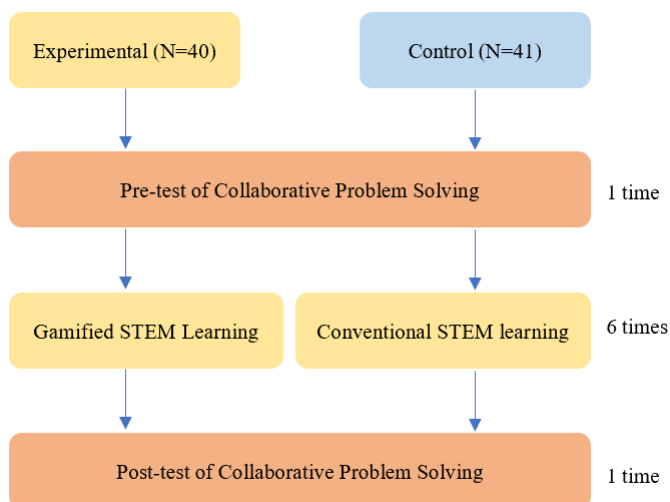 Experimental (N=40)
Control (N=41)
Pre-test of Collaborative Problem Solving
1 time
Gamified STEM Learning
Conventional STEM learning
6 times
Post-test of Collaborative Problem Solving
1 time